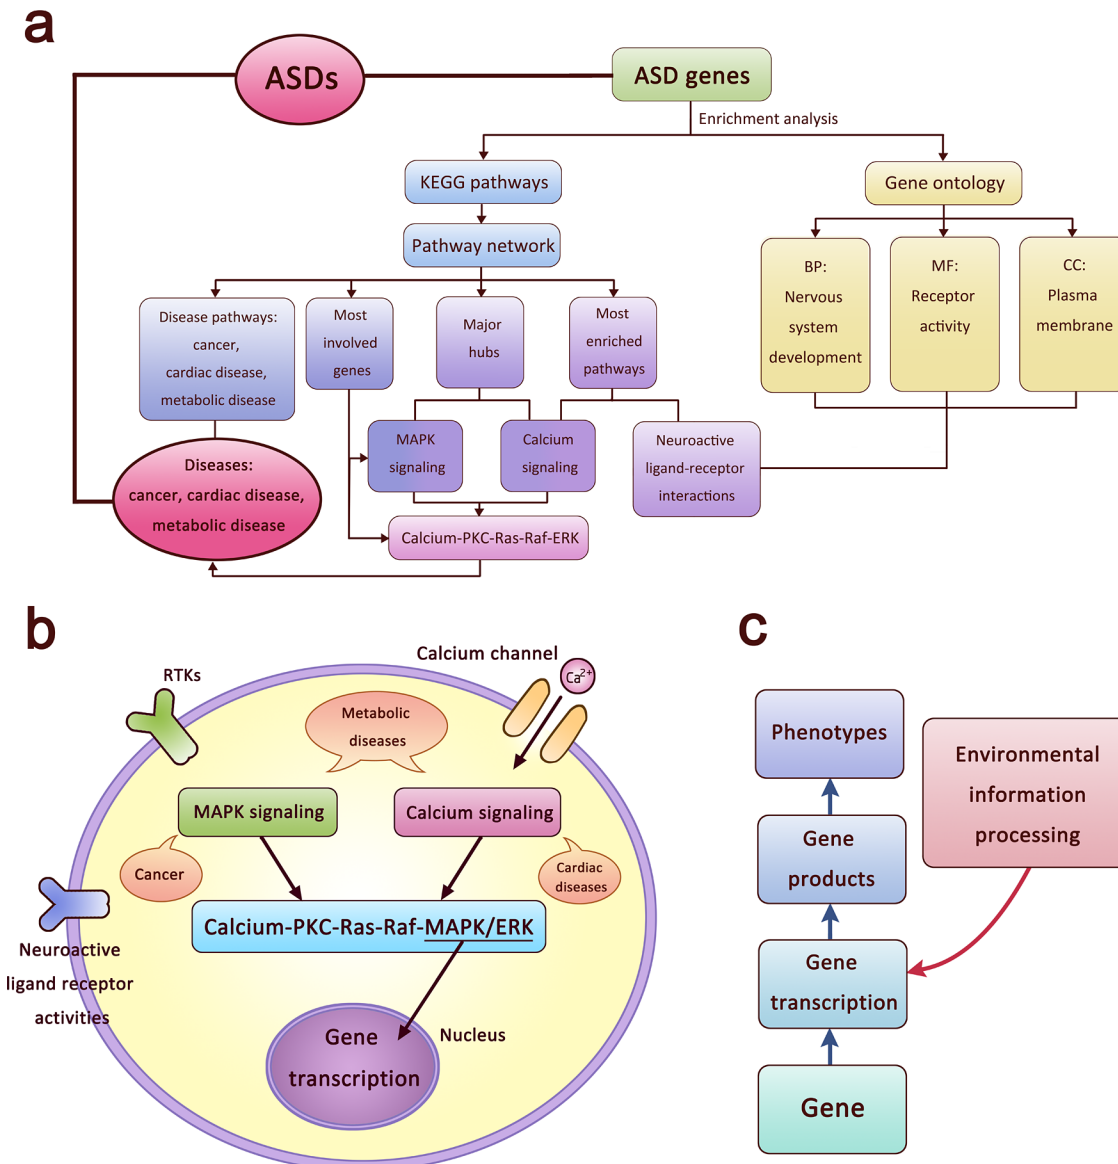 a
ASDs
ASD genes
Enrichment analysis
KEGG pathways
Gene ontology
Pathway network
BP:
Nervous
system
development
MF:
Receptor
activity
CC:
Plasma
membrane
Disease pathways:
cancer,
cardiac disease,
metabolic disease
Most
involved
genes
Major
hubs
Most
enriched
pathways
MAPK
signaling
Calcium
signaling
Neuroactive
ligand-receptor
interactions
Diseases:
cancer, cardiac disease,
metabolic disease
Calcium-PKC-Ras-Raf-ERK
b
RTKs
Calcium channel
Ca2+
Metabolic
diseases
MAPK signaling
Calcium signaling
Cancer
Cardiac
diseases
Calcium-PKC-Ras-Raf-MAPK/ERK
Neuroactive
ligand receptor
activities
Nucleus
Gene
transcription
c
Phenotypes
Environmental
information
processing
Gene
products
Gene
transcription
Gene